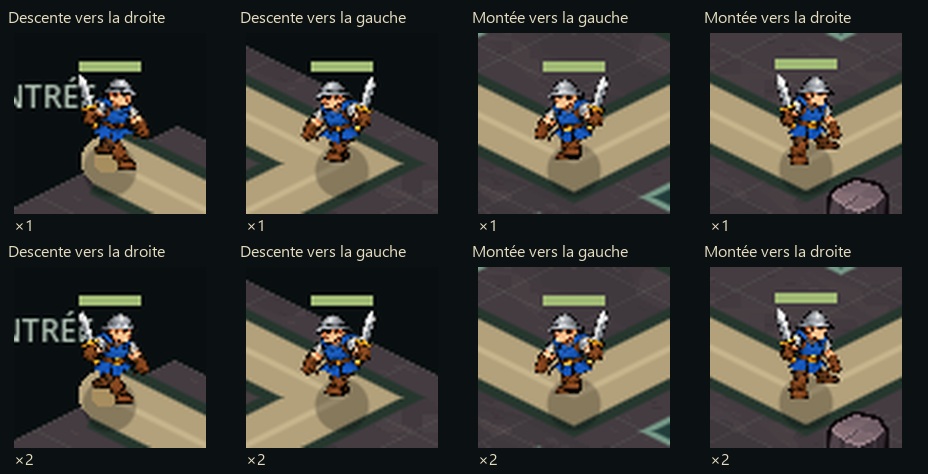 Descente vers la droite
Descente vers la gauche
Montée vers la gauche
Montée vers la droite
NTRÉE
×1
×1
×1
×1
Descente vers la droite
Descente vers la gauche
Montée vers la gauche
Montée vers la droite
NTRÉE
×2
×2
×2
×2